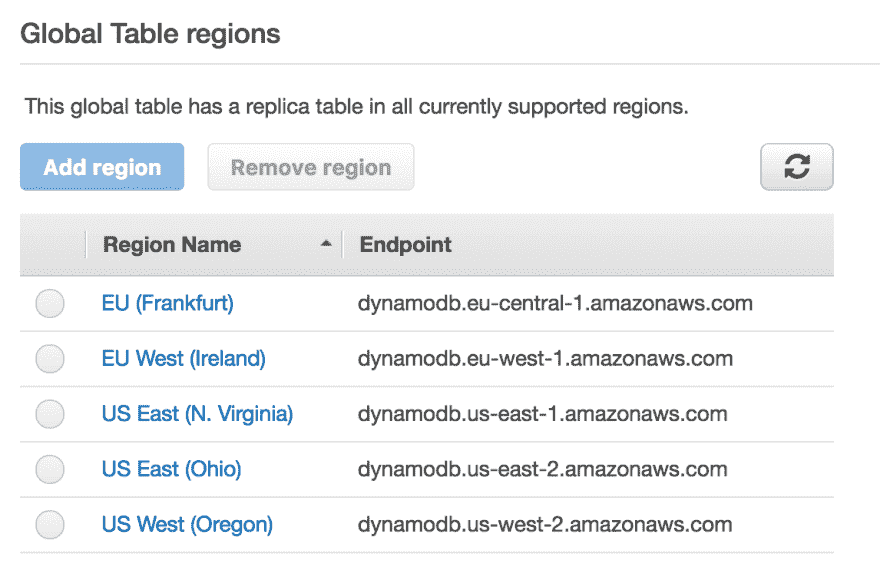 Global Table regions
This global table has a replica table in all currently supported regions.
Add region Remove region
Region Name Endpoint
EU (Frankfurt) dynamodb.eu-central-1.amazonaws.com
EU West (Ireland) dynamodb.eu-west-1.amazonaws.com
US East (N. Virginia) dynamodb.us-east-1.amazonaws.com
US East (Ohio) dynamodb.us-east-2.amazonaws.com
US West (Oregon) dynamodb.us-west-2.amazonaws.com